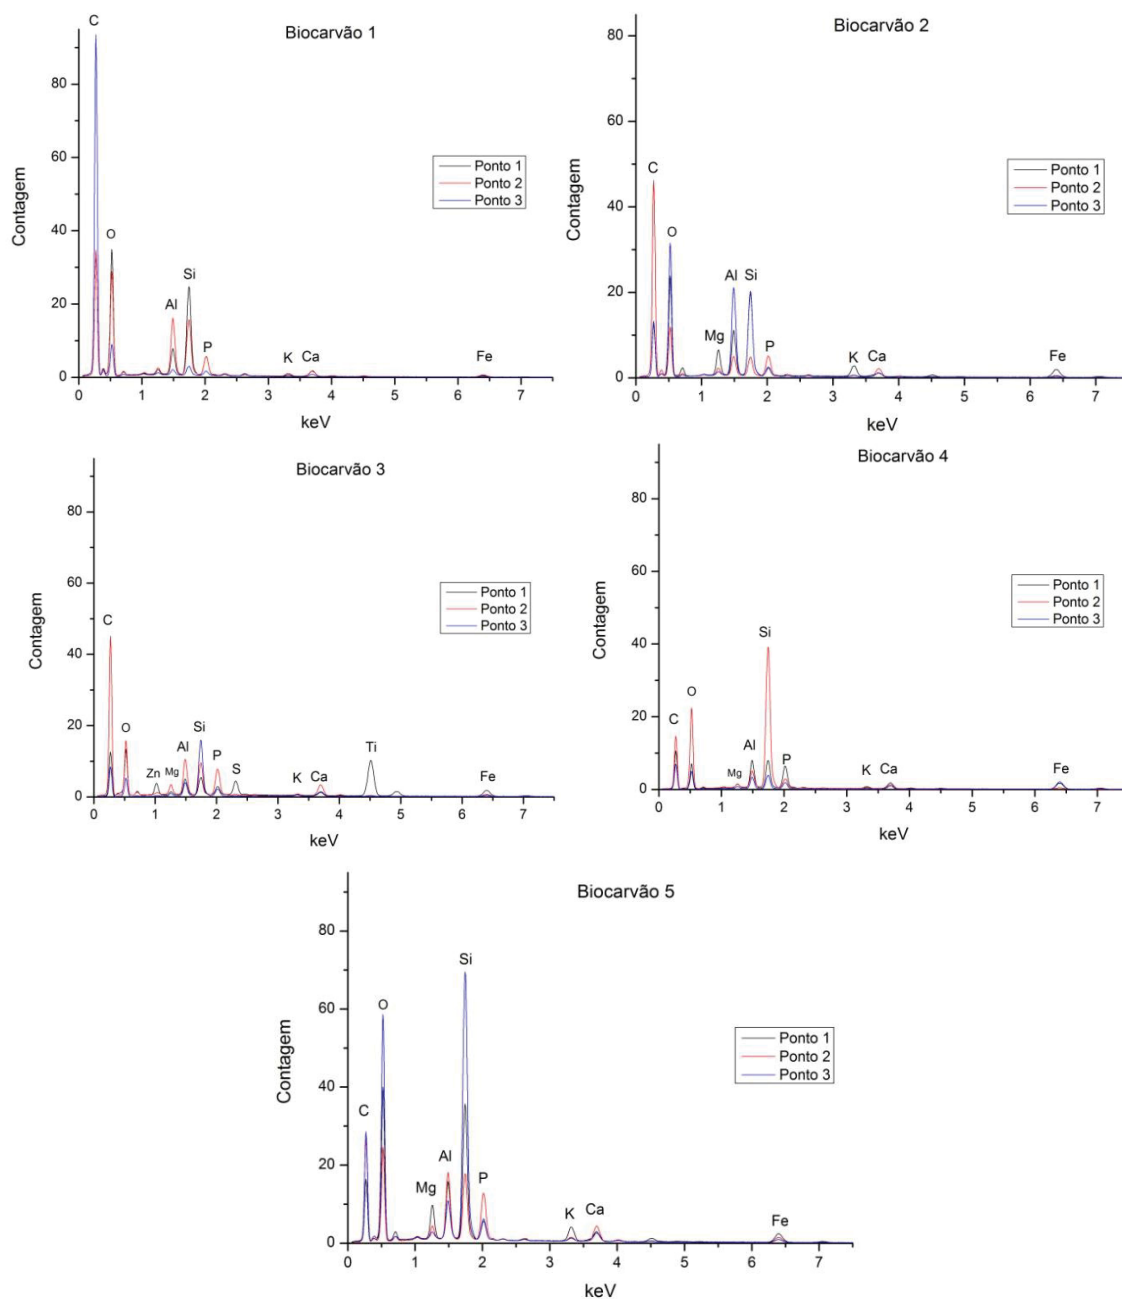 Biocarvão 1
C
O
Al
Si
P
K
Ca
Fe
Ponto 1
Ponto 2
Ponto 3
Contagem
80
60
40
20
0
0 1 2 3 4 5 6 7
keV
Biocarvão 2
C
O
Mg
Al
Si
P
K
Ca
Fe
Ponto 1
Ponto 2
Ponto 3
Contagem
80
60
40
20
0
0 1 2 3 4 5 6 7
keV
Biocarvão 3
C
O
Zn
Mg
Al
Si
P
S
K
Ca
Ti
Fe
Ponto 1
Ponto 2
Ponto 3
Contagem
80
60
40
20
0
0 1 2 3 4 5 6 7
keV
Biocarvão 4
C
O
Mg
Al
Si
P
K
Ca
Fe
Ponto 1
Ponto 2
Ponto 3
Contagem
80
60
40
20
0
0 1 2 3 4 5 6 7
keV
Biocarvão 5
C
O
Mg
Al
Si
P
K
Ca
Fe
Ponto 1
Ponto 2
Ponto 3
Contagem
80
60
40
20
0
0 1 2 3 4 5 6 7
keV